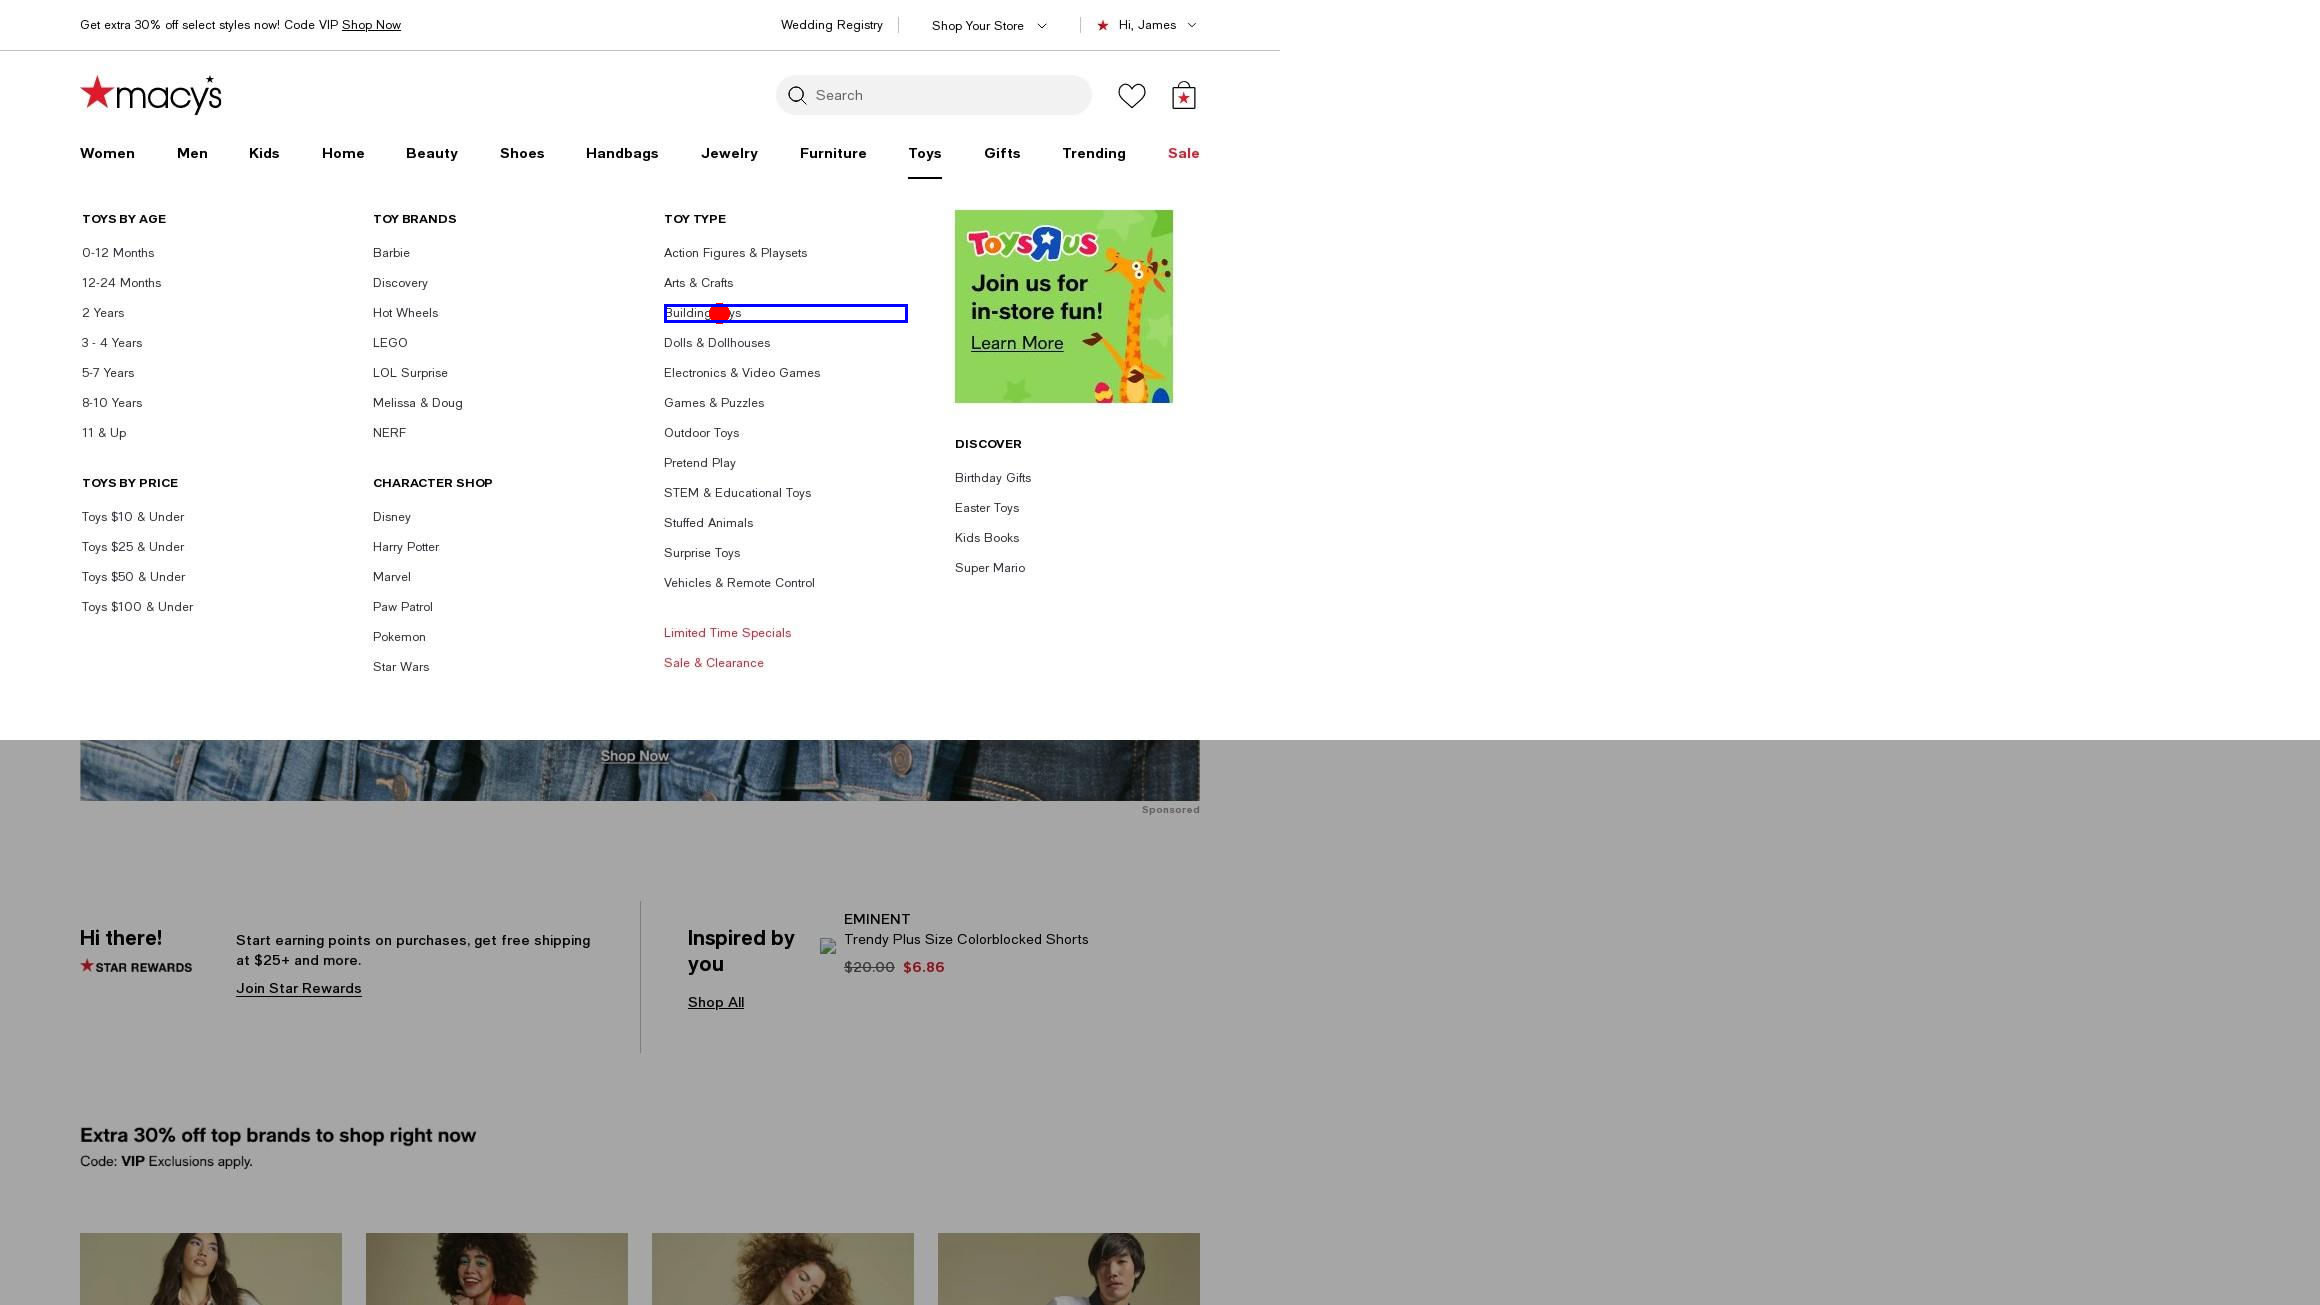 Get extra 30% off select styles now! Code VIP Shop Now
Wedding Registry
Shop Your Store
Hi, James
macy's
Search
Women
Men
Kids
Home
Beauty
Shoes
Handbags
Jewelry
Furniture
Toys
Gifts
Trending
Sale
TOYS BY AGE
0-12 Months
12-24 Months
2 Years
3 - 4 Years
5-7 Years
8-10 Years
11 & Up
TOYS BY PRICE
Toys $10 & Under
Toys $25 & Under
Toys $50 & Under
Toys $100 & Under
TOY BRANDS
Barbie
Discovery
Hot Wheels
LEGO
LOL Surprise
Melissa & Doug
NERF
CHARACTER SHOP
Disney
Harry Potter
Marvel
Paw Patrol
Pokemon
Star Wars
TOY TYPE
Action Figures & Playsets
Arts & Crafts
Building
Dolls & Dollhouses
Electronics & Video Games
Games & Puzzles
Outdoor Toys
Pretend Play
STEM & Educational Toys
Stuffed Animals
Surprise Toys
Vehicles & Remote Control
Limited Time Specials
Sale & Clearance
ToysRus
Join us for
in-store fun!
Learn More
DISCOVER
Birthday Gifts
Easter Toys
Kids Books
Super Mario
Shop Now
Sponsored
Hi there!
STAR REWARDS
Start earning points on purchases, get free shipping
at $25+ and more.
Join Star Rewards
Inspired by
you
Shop All
EMINENT
Trendy Plus Size Colorblocked Shorts
$20.00 $6.86
Extra 30% off top brands to shop right now
Code: VIP Exclusions apply.